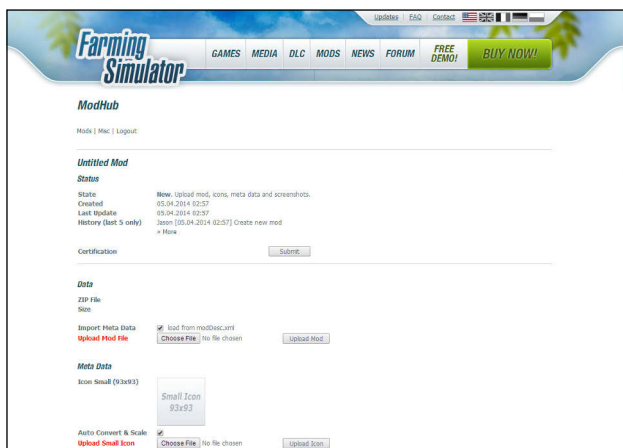 Updates | FAQ | Contact
Farming Simulator
GAMES MEDIA DLC MODS NEWS FORUM FREE DEMO! BUY NOW!
ModHub
Mods | Misc | Logout
Untitled Mod
Status
State New. Upload mod, icons, meta data and screenshots.
Created 05.04.2014 02:57
Last Update 05.04.2014 02:57
History (last 5 only) Jason [05.04.2014 02:57] Create new mod
» More
Certification Submit
Data
ZIP File
Size
Import Meta Data load from modDesc.xml
Upload Mod File Choose File No file chosen Upload Mod
Meta Data
Icon Small (93x93) Small Icon 93x93
Auto Convert & Scale
Upload Small Icon Choose File No file chosen Upload Icon